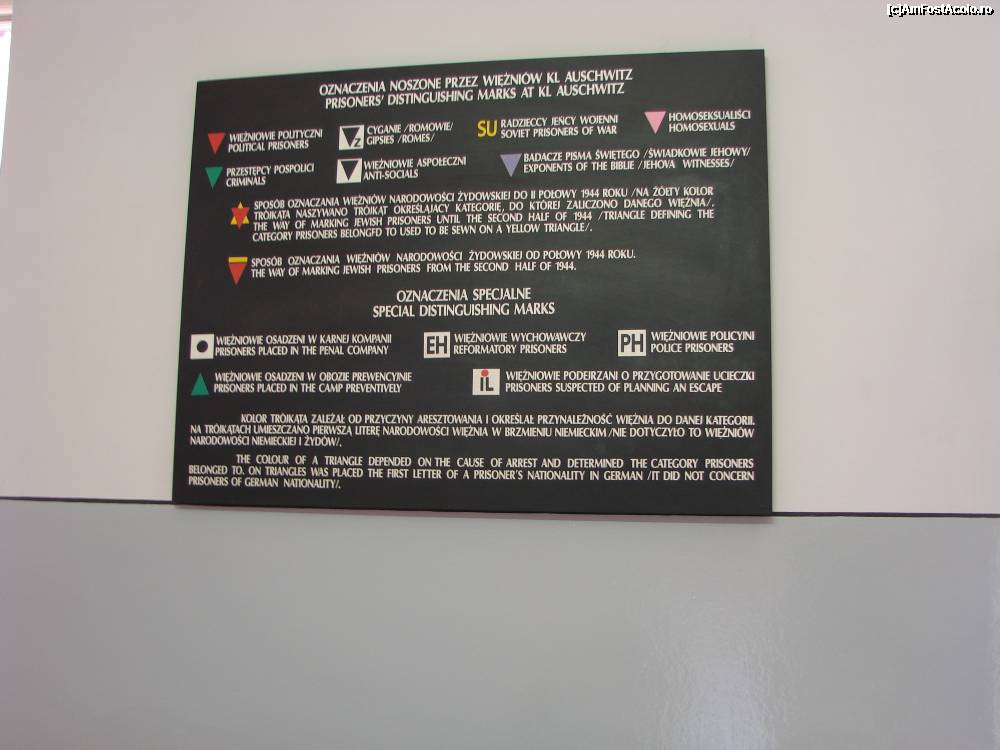 [c]AmFostAcolo.ro
OZNACZENIA NOSZONE PRZEZ WIĘŹNIÓW KL AUSCHWITZ
PRISONERS' DISTINGUISHING MARKS AT KL AUSCHWITZ
WIĘŹNIOWIE POLITYCZNI
POLITICAL PRISONERS
Z
CYGANIE /ROMOWIE/
GIPSIES /ROMES/
SU
RADZIECCY JEŃCY WOJENNI
SOVIET PRISONERS OF WAR
HOMOSEKSUALIŚCI
HOMOSEXUALS
PRZESTĘPCY POSPOLICI
CRIMINALS
WIĘŹNIOWIE ASPOŁECZNI
ANTI-SOCIALS
BADACZE PISMA ŚWIĘTEGO /ŚWIADKOWIE JEHOWY/
EXPONENTS OF THE BIBLIE /JEHOVA WITNESSES/
SPOSÓB OZNACZANIA WIĘŹNIÓW NARODOWOŚCI ŻYDOWSKIEJ DO II POŁOWY 1944 ROKU /NA ŻÓŁTY KOLOR
TRÓJKATA NASZYWANO TRÓJKĄT OKREŚLAJĄCY KATEGORIĘ, DO KTÓREJ ZALICZONO DANEGO WIĘŹNIA/.
THE WAY OF MARKING JEWISH PRISONERS UNTIL THE SECOND HALF OF 1944 /TRIANGLE DEFINING THE
CATEGORY PRISONERS BELONGFD TO USED TO BE SEWN ON A YELLOW TRIANGLE/.
SPOSÓB OZNACZANIA WIĘŹNIÓW NARODOWOŚCI ŻYDOWSKIEJ OD POŁOWY 1944 ROKU.
THE WAY OF MARKING JEWISH PRISONERS FROM THE SECOND HALF OF 1944.
OZNACZENIA SPECJALNE
SPECIAL DISTINGUISHING MARKS
WIĘŹNIOWIE OSADZENI W KARNEJ KOMPANII
PRISONERS PLACED IN THE PENAL COMPANY
EH
WIĘŹNIOWIE WYCHOWAWCZY
REFORMATORY PRISONERS
PH
WIĘŹNIOWIE POLICYJNI
POLICE PRISONERS
WIĘŹNIOWIE OSADZENI W OBOZIE PREWENCYJNIE
PRISONERS PLACED IN THE CAMP PREVENTIVELY
iL
WIĘŹNIOWIE PODEJRZANI O PRZYGOTOWANIE UCIECZKI
PRISONERS SUSPECTED OF PLANNING AN ESCAPE
KOLOR TRÓJKĄTA ZALEŻAŁ OD PRZYCZYNY ARESZTOWANIA I OKREŚLAŁ PRZYNALEŻNOŚĆ WIĘŹNIA DO DANEJ KATEGORII.
NA TRÓJKĄTACH UMIESZCZANO PIERWSZĄ LITERĘ NARODOWOŚCI WIĘŹNIA W BRZMIENIU NIEMIECKIM /NIE DOTYCZYŁO TO WIĘŹNIÓW
NARODOWOŚCI NIEMIECKIEJ I ŻYDÓW/.
THE COLOUR OF A TRIANGLE DEPENDED ON THE CAUSE OF ARREST AND DETERMINED THE CATEGORY PRISONERS
BELONGED TO. ON TRIANGLES WAS PLACED THE FIRST LETTER OF A PRISONER'S NATIONALITY IN GERMAN /IT DID NOT CONCERN
PRISONERS OF GERMAN NATIONALITY/.